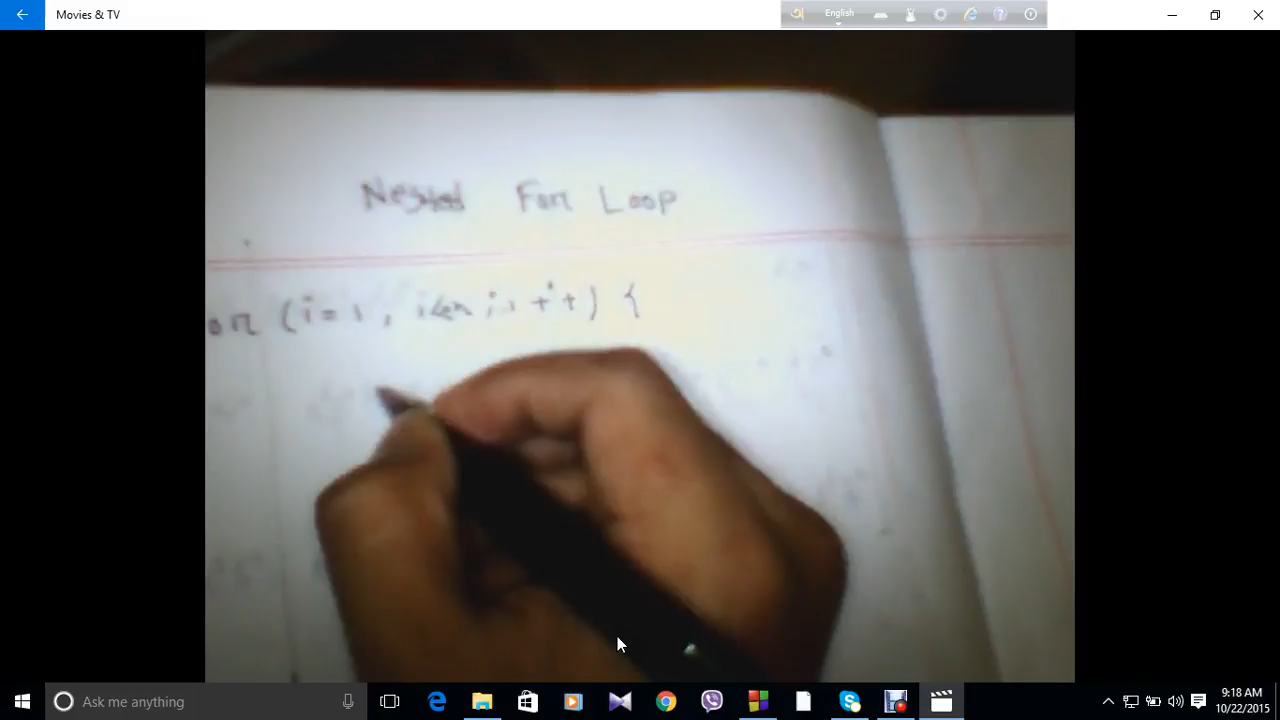 Movies & TV
অ English
Nested For Loop
or (i=1, i<=n ; i++) {
Ask me anything
9:18 AM
10/22/2015